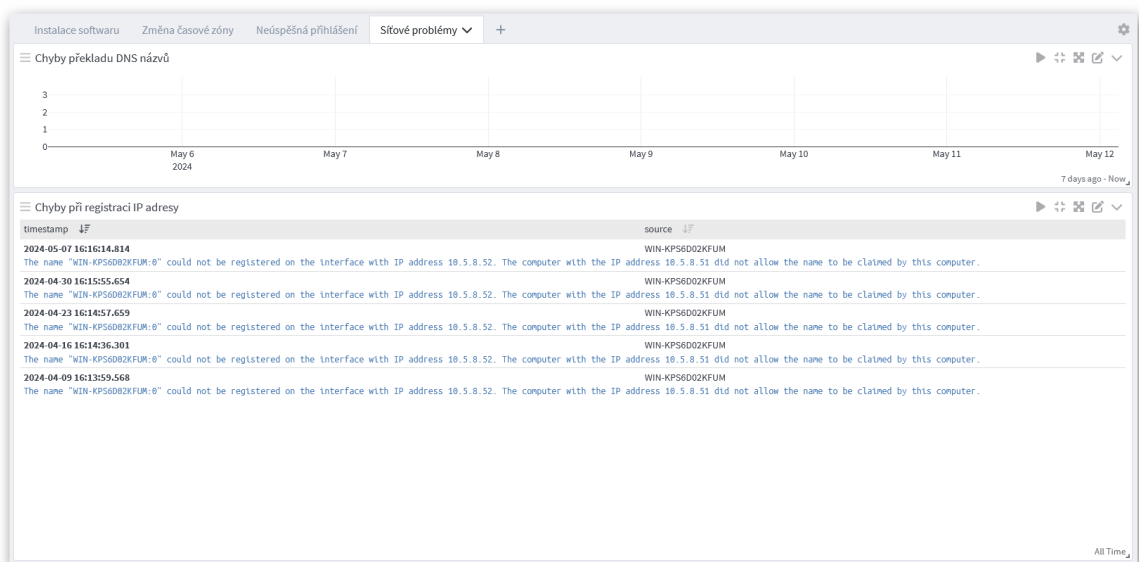 Instalace softwaru Změna časové zóny Neúspěšná přihlášení Síťové problémy +
Chyby překladu DNS názvů
3
2
1
0
May 6 May 7 May 8 May 9 May 10 May 11 May 12
2024
7 days ago - Now
Chyby při registraci IP adresy
timestamp source
2024-05-07 16:16:14.814 WIN-KPS6D02KFUM
The name "WIN-KPS6D02KFUM:0" could not be registered on the interface with IP address 10.5.8.52. The computer with the IP address 10.5.8.51 did not allow the name to be claimed by this computer.
2024-04-30 16:15:55.654 WIN-KPS6D02KFUM
The name "WIN-KPS6D02KFUM:0" could not be registered on the interface with IP address 10.5.8.52. The computer with the IP address 10.5.8.51 did not allow the name to be claimed by this computer.
2024-04-23 16:14:57.659 WIN-KPS6D02KFUM
The name "WIN-KPS6D02KFUM:0" could not be registered on the interface with IP address 10.5.8.52. The computer with the IP address 10.5.8.51 did not allow the name to be claimed by this computer.
2024-04-16 16:14:36.301 WIN-KPS6D02KFUM
The name "WIN-KPS6D02KFUM:0" could not be registered on the interface with IP address 10.5.8.52. The computer with the IP address 10.5.8.51 did not allow the name to be claimed by this computer.
2024-04-09 16:13:59.568 WIN-KPS6D02KFUM
The name "WIN-KPS6D02KFUM:0" could not be registered on the interface with IP address 10.5.8.52. The computer with the IP address 10.5.8.51 did not allow the name to be claimed by this computer.
All Time